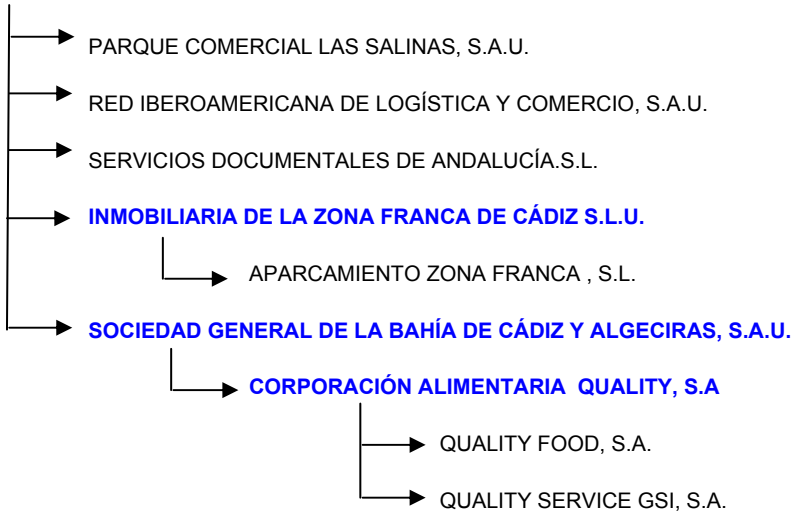 PARQUE COMERCIAL LAS SALINAS, S.A.U.
RED IBEROAMERICANA DE LOGÍSTICA Y COMERCIO, S.A.U.
SERVICIOS DOCUMENTALES DE ANDALUCÍA.S.L.
INMOBILIARIA DE LA ZONA FRANCA DE CÁDIZ S.L.U.
APARCAMIENTO ZONA FRANCA , S.L.
SOCIEDAD GENERAL DE LA BAHÍA DE CÁDIZ Y ALGECIRAS, S.A.U.
CORPORACIÓN ALIMENTARIA  QUALITY, S.A
QUALITY FOOD, S.A.
QUALITY SERVICE GSI, S.A.